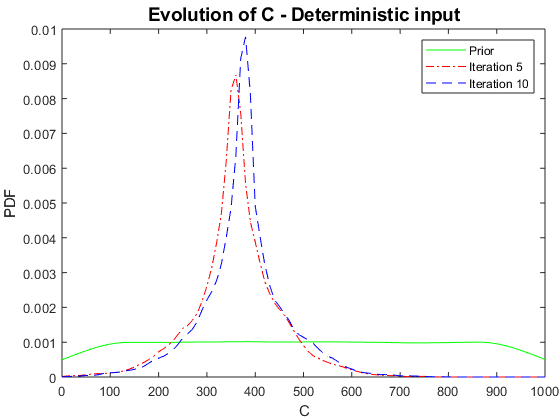 Evolution of C - Deterministic input
Prior
Iteration 5
Iteration 10
PDF
0.01
0.009
0.008
0.007
0.006
0.005
0.004
0.003
0.002
0.001
0
0 100 200 300 400 500 600 700 800 900 1000
C